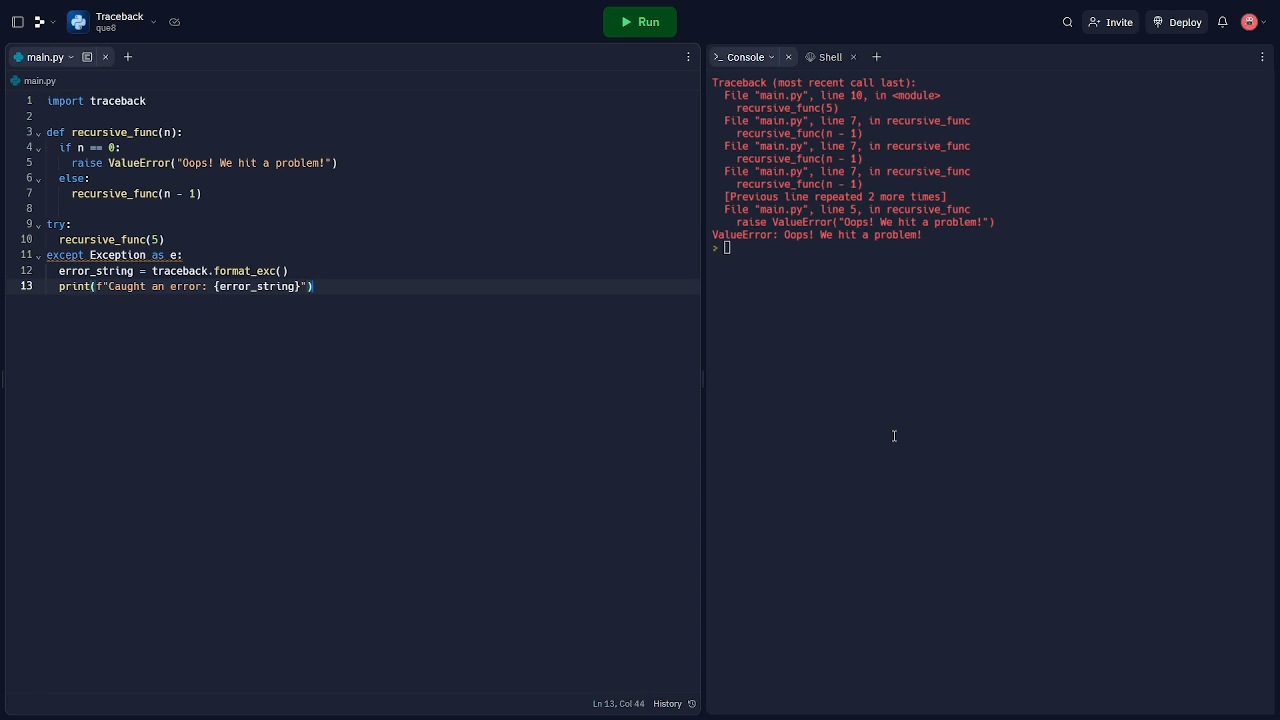 Traceback
que8
Run
Invite
Deploy
main.py
main.py
1 import traceback
2
3 def recursive_func(n):
4 if n == 0:
5 raise ValueError("Oops! We hit a problem!")
6 else:
7 recursive_func(n - 1)
8
9 try:
10 recursive_func(5)
11 except Exception as e:
12 error_string = traceback.format_exc()
13 print(f"Caught an error: {error_string}")
Ln 13, Col 44 History
>_ Console
Shell
Traceback (most recent call last):
File "main.py", line 10, in <module>
recursive_func(5)
File "main.py", line 7, in recursive_func
recursive_func(n - 1)
File "main.py", line 7, in recursive_func
recursive_func(n - 1)
File "main.py", line 7, in recursive_func
recursive_func(n - 1)
[Previous line repeated 2 more times]
File "main.py", line 5, in recursive_func
raise ValueError("Oops! We hit a problem!")
ValueError: Oops! We hit a problem!
>